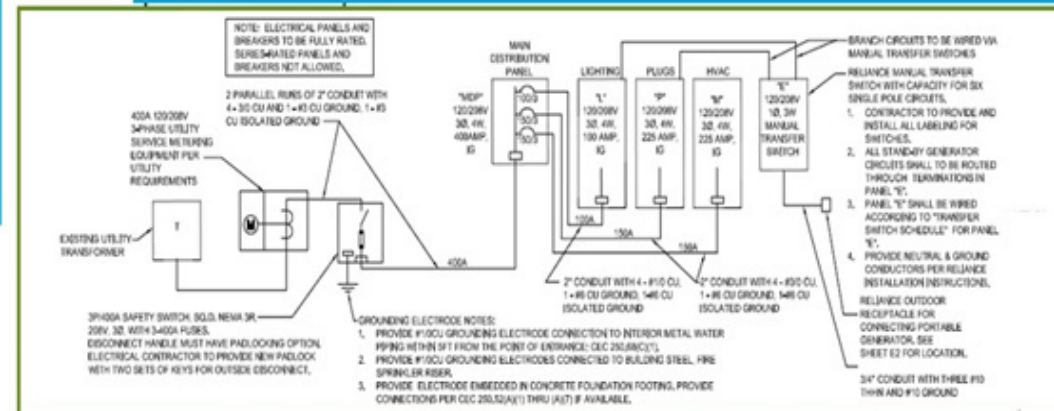 NOTE: ELECTRICAL PANELS AND
BREAKERS TO BE FULLY RATED.
SERIES-RATED PANELS AND
BREAKERS NOT ALLOWED.
2 PARALLEL RUNS OF 2" CONDUIT WITH
4 - 3/0 CU AND 1 - #3 CU GROUND, 1 - #3
CU ISOLATED GROUND
400A 120/208V
3-PHASE UTILITY
SERVICE METERING
EQUIPMENT PER
UTILITY
REQUIREMENTS
M
T
EXISTING UTILITY
TRANSFORMER
3P/400A SAFETY SWITCH, SQ.D, NEMA 3R,
208V, 3Ø, WITH 3-400A FUSES.
DISCONNECT HANDLE MUST HAVE PADLOCKING OPTION.
ELECTRICAL CONTRACTOR TO PROVIDE NEW PADLOCK
WITH TWO SETS OF KEYS FOR OUTSIDE DISCONNECT.
400A
MAIN
DISTRIBUTION
PANEL
"MDP"
120/208V
3Ø, 4W,
400AMP,
IG
100/3
LIGHTING
"L"
120/208V
3Ø, 4W,
100 AMP,
IG
PLUGS
"P"
120/208V
3Ø, 4W,
225 AMP,
IG
HVAC
"M"
120/208V
3Ø, 4W,
225 AMP,
IG
"E"
120/208V
1Ø, 3W
MANUAL
TRANSFER
SWITCH
100A
150A
150A
2" CONDUIT WITH 4 - #1/0 CU,
1 - #6 CU GROUND, 1-#6 CU
ISOLATED GROUND
2" CONDUIT WITH 4 - #3/0 CU,
1 - #6 CU GROUND, 1-#6 CU
ISOLATED GROUND
GROUNDING ELECTRODE NOTES:
1. PROVIDE #1/0CU GROUNDING ELECTRODE CONNECTION TO INTERIOR METAL WATER
PIPING WITHIN 5FT FROM THE POINT OF ENTRANCE: CEC 250.68(C)(1).
2. PROVIDE #1/0CU GROUNDING ELECTRODES CONNECTED TO BUILDING STEEL, FIRE
SPRINKLER RISER.
3. PROVIDE ELECTRODE EMBEDDED IN CONCRETE FOUNDATION FOOTING, PROVIDE
CONNECTIONS PER CEC 250.52(A)(1) THRU (A)(7) IF AVAILABLE.
BRANCH CIRCUITS TO BE WIRED VIA
MANUAL TRANSFER SWITCHES
RELIANCE MANUAL TRANSFER
SWITCH WITH CAPACITY FOR SIX
SINGLE POLE CIRCUITS.
1. CONTRACTOR TO PROVIDE AND
INSTALL ALL LABELING FOR
SWITCHES.
2. ALL STAND-BY GENERATOR
CIRCUITS SHALL TO BE ROUTED
THROUGH TERMINATIONS IN
PANEL "E".
3. PANEL "E" SHALL BE WIRED
ACCORDING TO "TRANSFER
SWITCH SCHEDULE" FOR PANEL
"E".
4. PROVIDE NEUTRAL & GROUND
CONDUCTORS PER RELIANCE
INSTALLATION INSTRUCTIONS.
RELIANCE OUTDOOR
RECEPTACLE FOR
CONNECTING PORTABLE
GENERATOR. SEE
SHEET E2 FOR LOCATION.
3/4" CONDUIT WITH THREE #10
THHN AND #10 GROUND